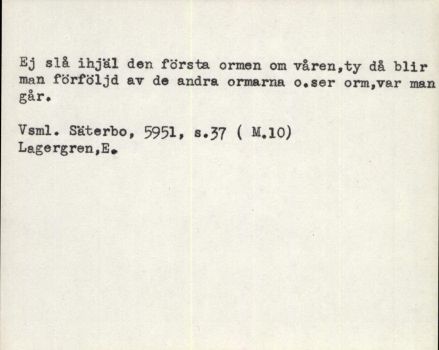 Ej slå ihjäl den första ormen om våren,ty då blir
man förföljd av de andra ormarna o.ser orm,var man
går.
Vsml. Säterbo, 5951, s.37 ( M.10)
Lagergren,E.